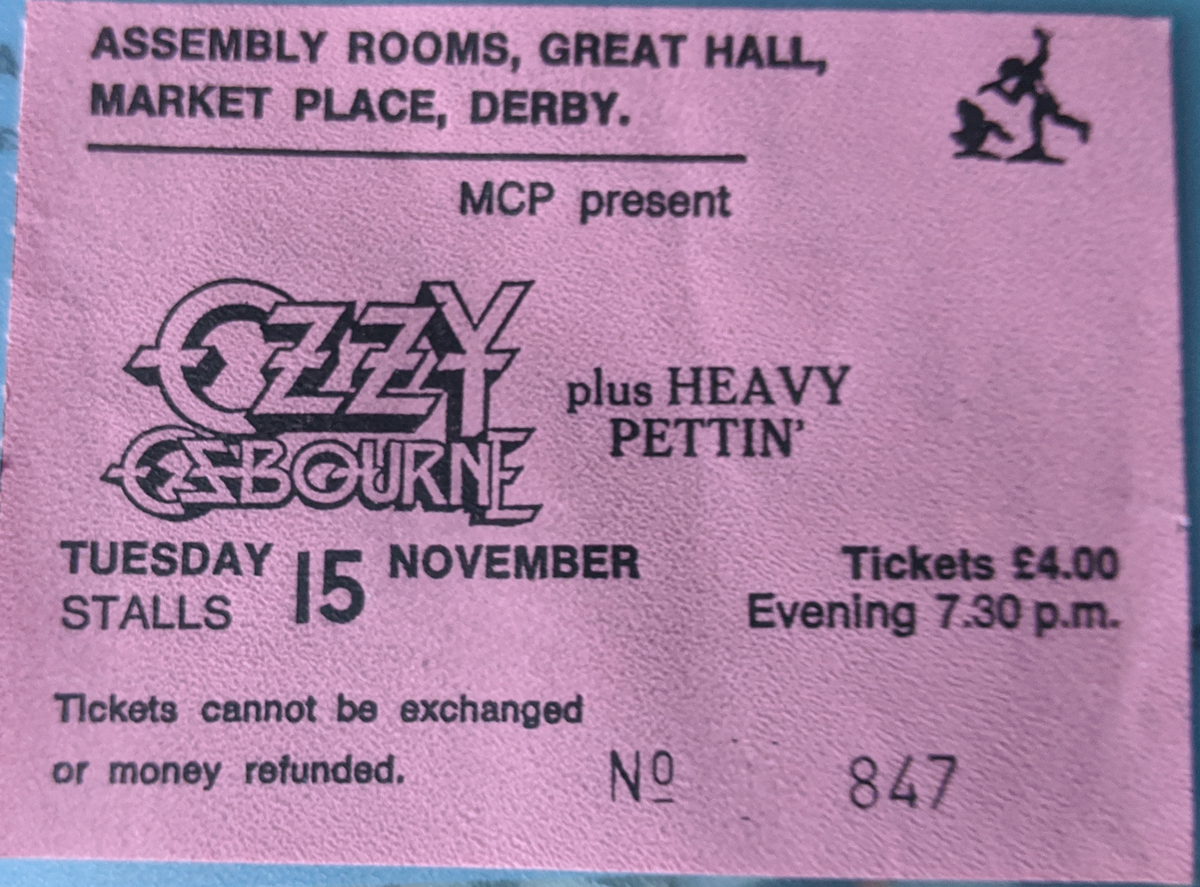 ASSEMBLY ROOMS, GREAT HALL,
MARKET PLACE, DERBY.
MCP present
OZZY
OSBOURNE
plus HEAVY
PETTIN'
TUESDAY 15 NOVEMBER
STALLS
Tickets £4.00
Evening 7.30 p.m.
Tickets cannot be exchanged
or money refunded.
Nº 847